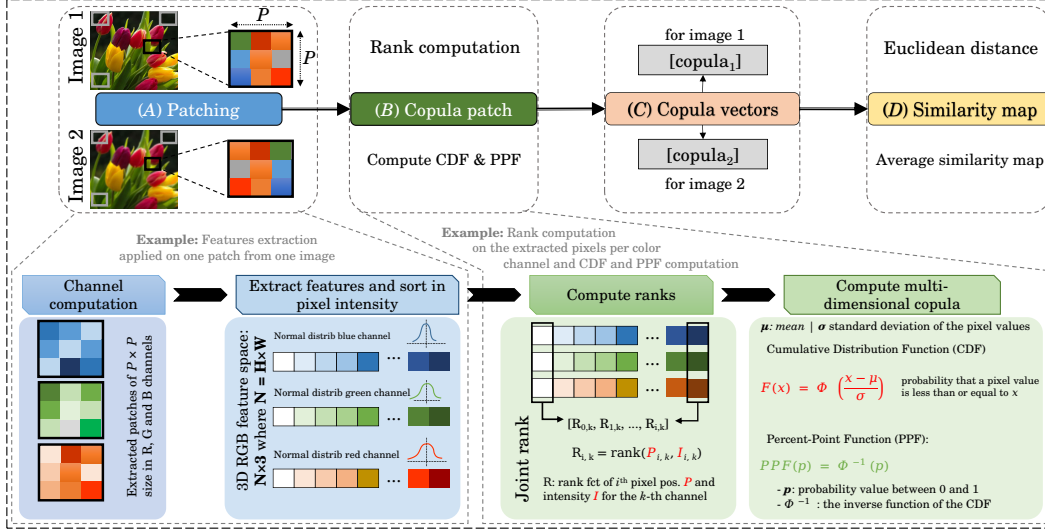 Image 1
P
P
Image 2
(A) Patching
Rank computation
(B) Copula patch
Compute CDF & PPF
for image 1
[copula₁]
(C) Copula vectors
[copula₂]
for image 2
Euclidean distance
(D) Similarity map
Average similarity map
Example: Features extraction
applied on one patch from one image
Example: Rank computation
on the extracted pixels per color
channel and CDF and PPF computation
Channel
computation
Extracted patches of P × P
size in R, G and B channels
Extract features and sort in
pixel intensity
3D RGB feature space:
N×3 where N = H×W
Normal distrib blue channel
...
Normal distrib green channel
...
Normal distrib red channel
...
Compute ranks
Joint rank
...
...
...
[R₀,ₖ, R₁,ₖ, ..., Rᵢ,ₖ]
Rᵢ, ₖ = rank(Pᵢ, ₖ, Iᵢ, ₖ)
R: rank fct of iᵗʰ pixel pos. P and
intensity I for the k-th channel
Compute multi-
dimensional copula
μ: mean | σ standard deviation of the pixel values
Cumulative Distribution Function (CDF)
F(x) = Φ (x − μ / σ)
probability that a pixel value
is less than or equal to x
Percent-Point Function (PPF):
PPF(p) = Φ⁻¹(p)
- p: probability value between 0 and 1
- Φ⁻¹ : the inverse function of the CDF